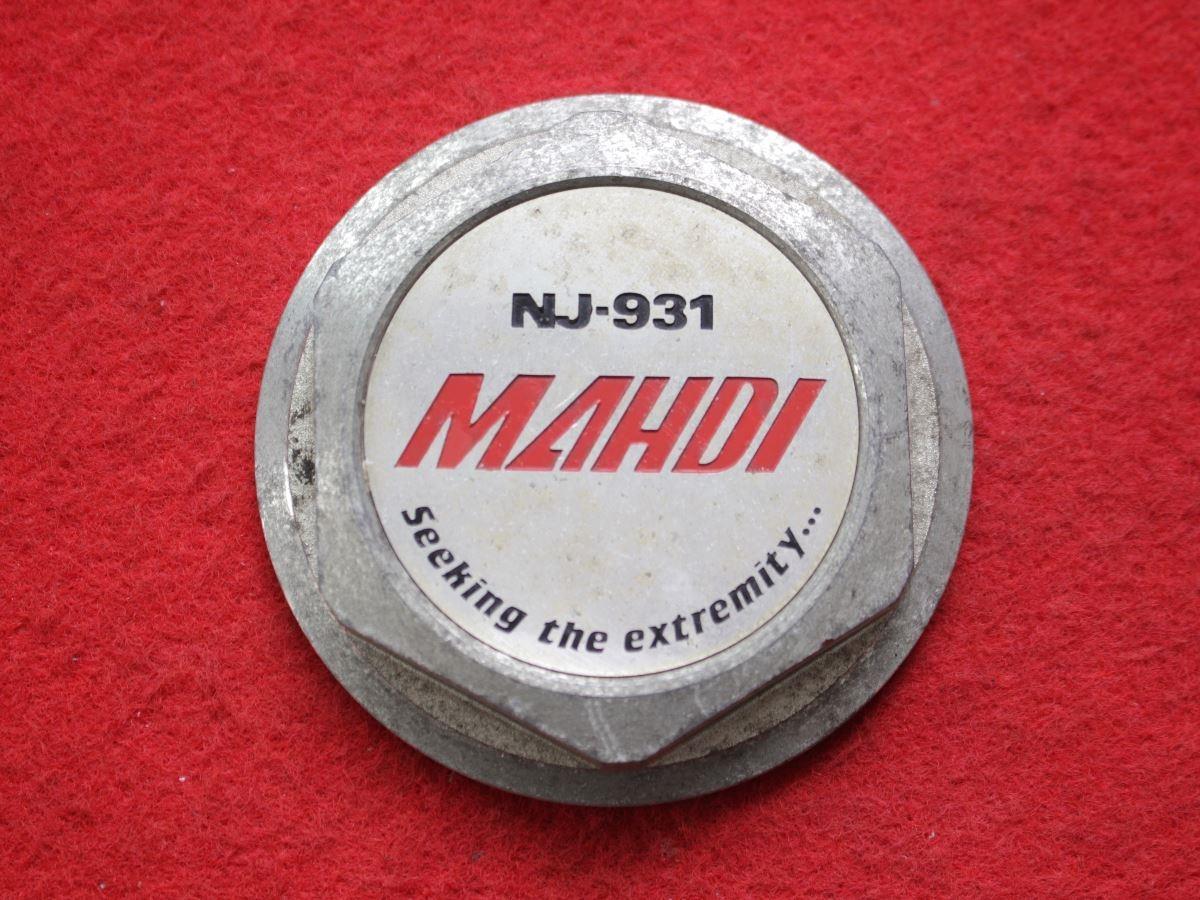 NJ-931
MAHDI
Seeking the extremity...